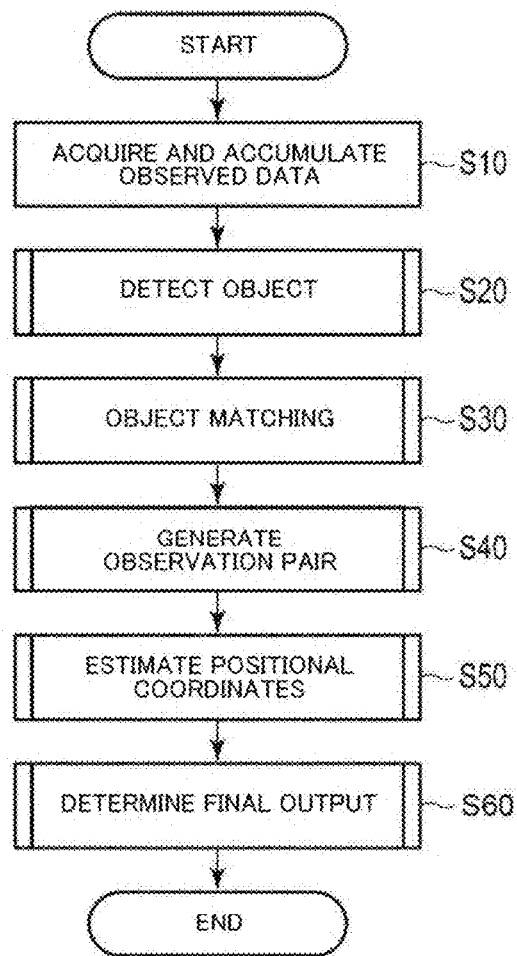 START
ACQUIRE AND ACCUMULATE
OBSERVED DATA
S10
DETECT OBJECT
S20
OBJECT MATCHING
S30
GENERATE
OBSERVATION PAIR
S40
ESTIMATE POSITIONAL
COORDINATES
S50
DETERMINE FINAL OUTPUT
S60
END